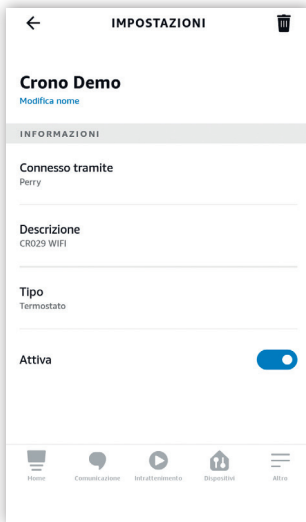 IMPOSTAZIONI
Crono Demo
Modifica nome
INFORMAZIONI
Connesso tramite
Perry
Descrizione
CR029 WIFI
Tipo
Termostato
Attiva
Home Comunicazione Intrattenimento Dispositivi Altro